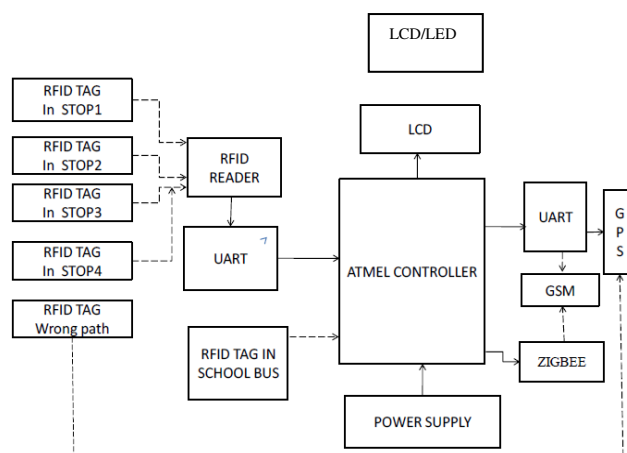 LCD/LED
RFID TAG
In STOP1
LCD
RFID TAG
In STOP2
RFID
READER
RFID TAG
In STOP3
RFID TAG
In STOP4
UART
UART
G
P
S
ATMEL CONTROLLER
GSM
RFID TAG
Wrong path
RFID TAG IN
SCHOOL BUS
ZIGBEE
POWER SUPPLY